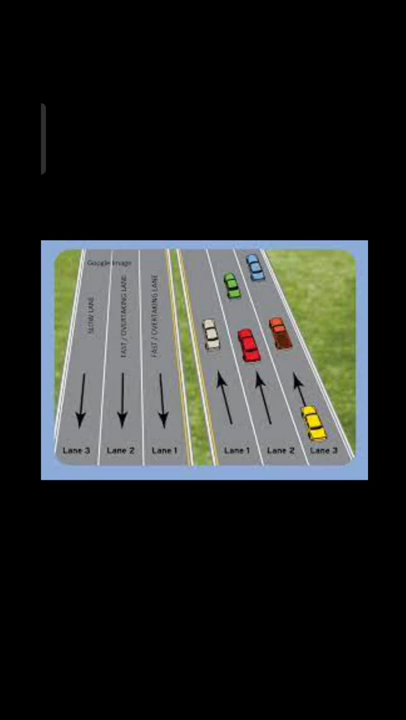 Google Image
SLOW LANE
FAST / OVERTAKING LANE
FAST / OVERTAKING LANE
Lane 3
Lane 2
Lane 1
Lane 1
Lane 2
Lane 3